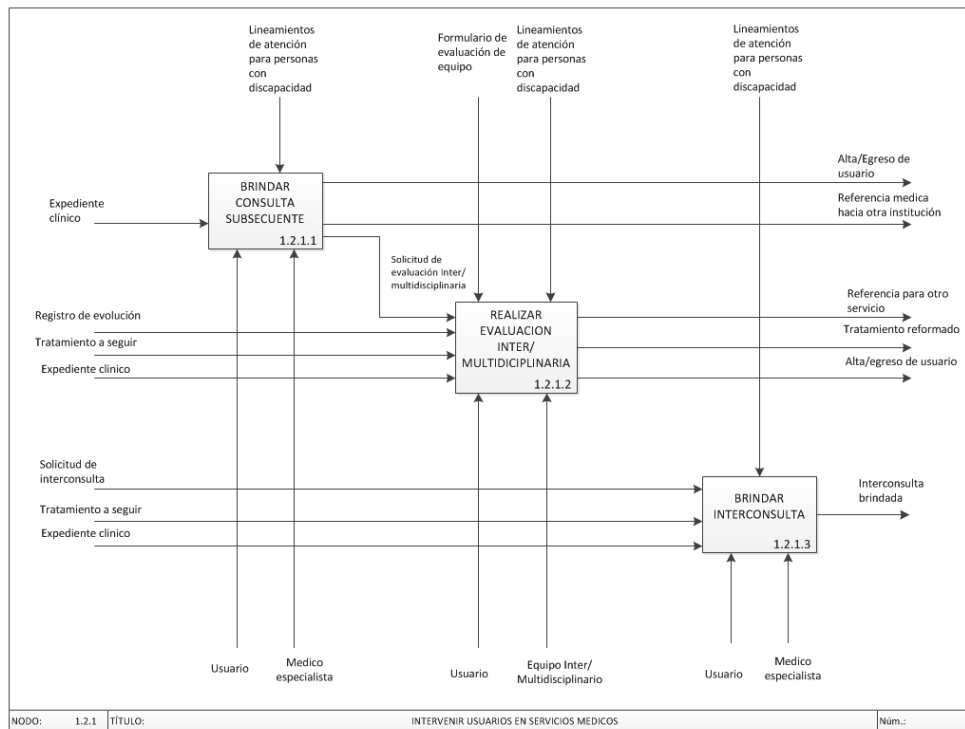 Lineamientos
de atención
para personas
con
discapacidad
Formulario de
evaluación de
equipo
Lineamientos
de atención
para personas
con
discapacidad
Lineamientos
de atención
para personas
con
discapacidad
Expediente
clínico
BRINDAR
CONSULTA
SUBSECUENTE
1.2.1.1
Alta/Egreso de
usuario
Referencia medica
hacia otra institución
Solicitud de
evaluación Inter/
multidisciplinaria
Registro de evolución
Tratamiento a seguir
Expediente clinico
REALIZAR
EVALUACION
INTER/
MULTIDICIPLINARIA
1.2.1.2
Referencia para otro
servicio
Tratamiento reformado
Alta/egreso de usuario
Solicitud de
interconsulta
Tratamiento a seguir
Expediente clinico
BRINDAR
INTERCONSULTA
1.2.1.3
Interconsulta
brindada
Usuario
Medico
especialista
Usuario
Equipo Inter/
Multidisciplinario
Usuario
Medico
especialista
NODO: 1.2.1 TÍTULO: INTERVENIR USUARIOS EN SERVICIOS MEDICOS Núm.: